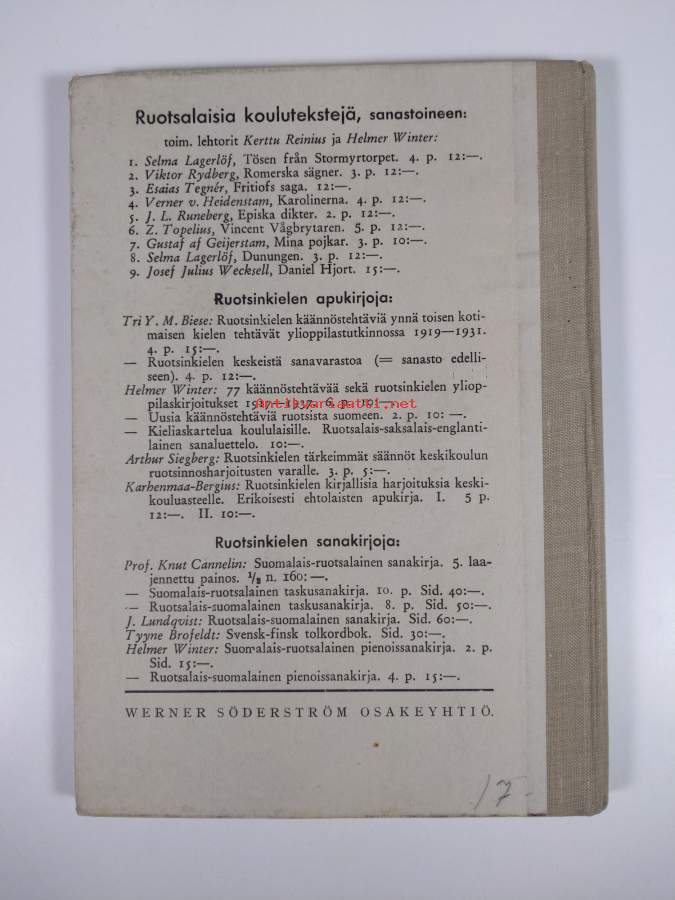 Ruotsalaisia koulutekstejä, sanastoineen:
toim. lehtorit Kerttu Reinius ja Helmer Winter:
1. Selma Lagerlöf, Tösen från Stormyrtorpet. 4. p. 12:—.
2. Viktor Rydberg, Romerska sägner. 3. p. 12:—.
3. Esaias Tegnér, Fritiofs saga. 12:—.
4. Verner v. Heidenstam, Karolinerna. 4. p. 12:—.
5. J. L. Runeberg, Episka dikter. 2. p. 12:—.
6. Z. Topelius, Vincent Vågbrytaren. 5. p. 12:—.
7. Gustaf af Geijerstam, Mina pojkar. 3. p. 10:—.
8. Selma Lagerlöf, Dunungen. 3. p. 12:—.
9. Josef Julius Wecksell, Daniel Hjort. 15:—.
Ruotsinkielen apukirjoja:
Tri Y. M. Biese: Ruotsinkielen käännöstehtäviä ynnä toisen koti-
maisen kielen tehtävät ylioppilastutkinnossa 1919—1931.
4. p. 15:—.
— Ruotsinkielen keskeistä sanavarastoa (= sanasto edelli-
seen). 4. p. 12:—.
Helmer Winter: 77 käännöstehtävää sekä ruotsinkielen yliop-
pilaskirjoitukset 1917—1937. 6. p. 10:—.
antikvariaatti.net
— Uusia käännöstehtäviä ruotsista suomeen. 2. p. 10: —.
— Kieliaskartelua koululaisille. Ruotsalais-saksalais-englanti-
lainen sanaluettelo. 10:—.
Arthur Siegberg: Ruotsinkielen tärkeimmät säännöt keskikoulun
ruotsinnosharjoitusten varalle. 3. p. 5:—.
Karhenmaa-Bergius: Ruotsinkielen kirjallisia harjoituksia keski-
kouluasteelle. Erikoisesti ehtolaisten apukirja. I. 5 p.
12:—. II. 10:—.
Ruotsinkielen sanakirjoja:
Prof. Knut Cannelin: Suomalais-ruotsalainen sanakirja. 5. laa-
jennettu painos. ½ n. 160: —.
— Suomalais-ruotsalainen taskusanakirja. 10. p. Sid. 40:—.
— Ruotsalais-suomalainen taskusanakirja. 8. p. Sid. 50:—.
J. Lundqvist: Ruotsalais-suomalainen sanakirja. Sid. 60:—.
Tyyne Brofeldt: Svensk-finsk tolkordbok. Sid. 30:—.
Helmer Winter: Suomalais-ruotsalainen pienoissanakirja. 2. p.
Sid. 15:—.
— Ruotsalais-suomalainen pienoissanakirja. 4. p. 15:—.
WERNER SÖDERSTRÖM OSAKEYHTIÖ.
17-